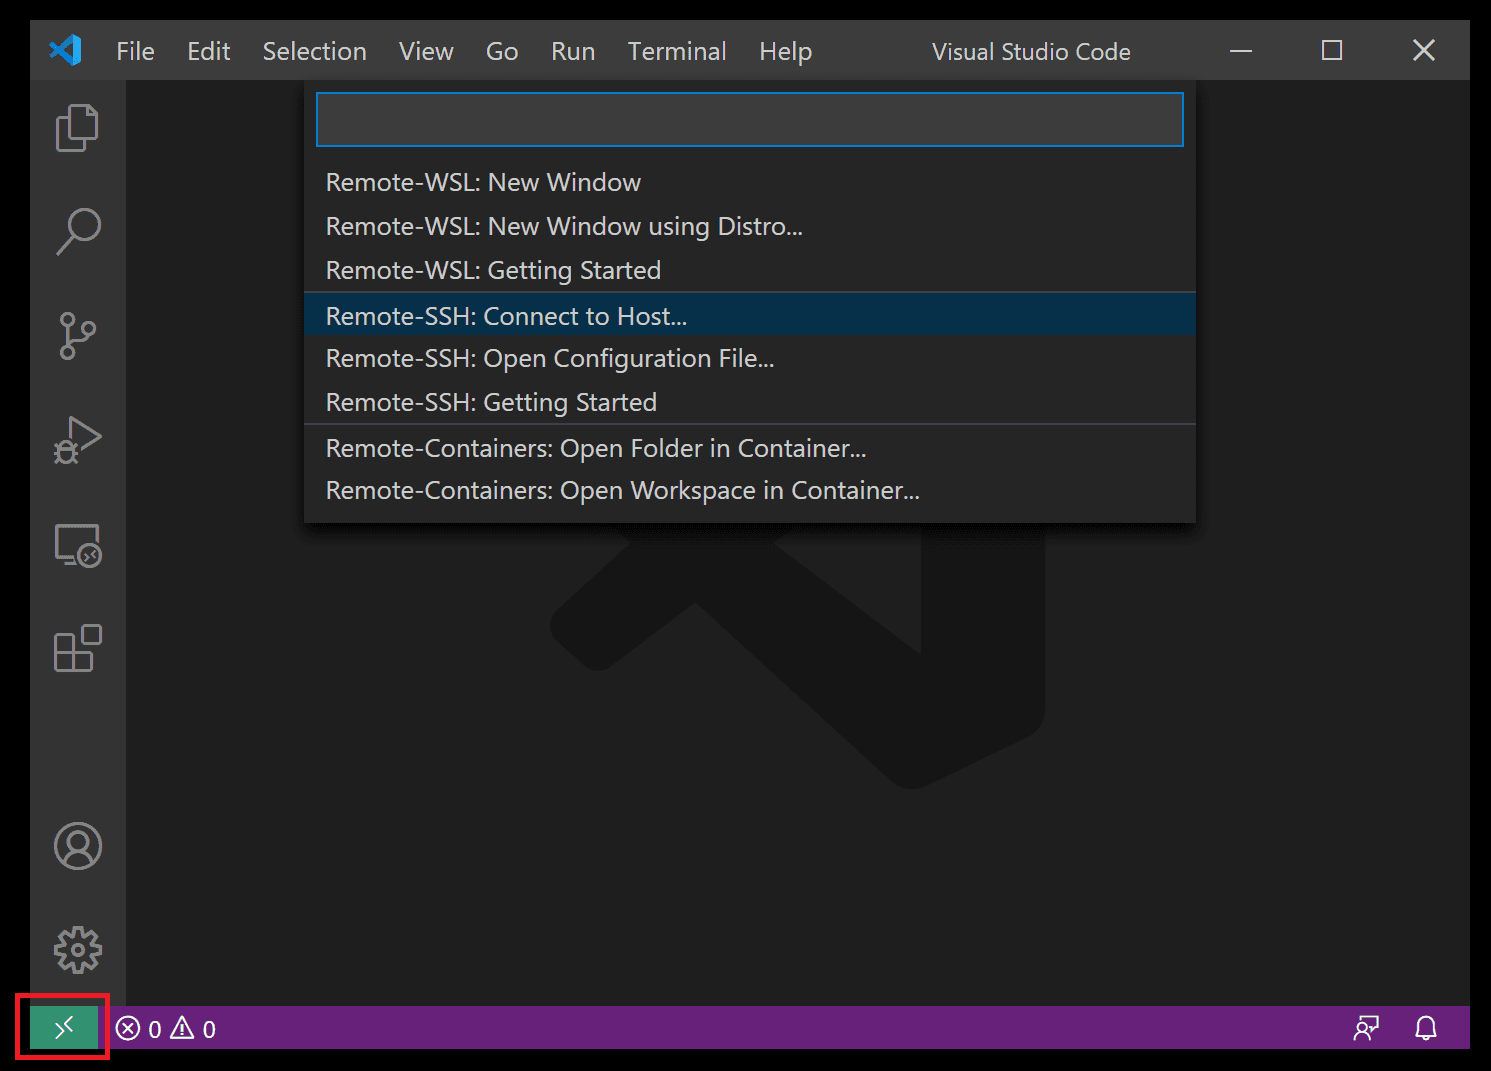 File Edit Selection View Go Run Terminal Help Visual Studio Code
Remote-WSL: New Window
Remote-WSL: New Window using Distro...
Remote-WSL: Getting Started
Remote-SSH: Connect to Host...
Remote-SSH: Open Configuration File...
Remote-SSH: Getting Started
Remote-Containers: Open Folder in Container...
Remote-Containers: Open Workspace in Container...
0 0